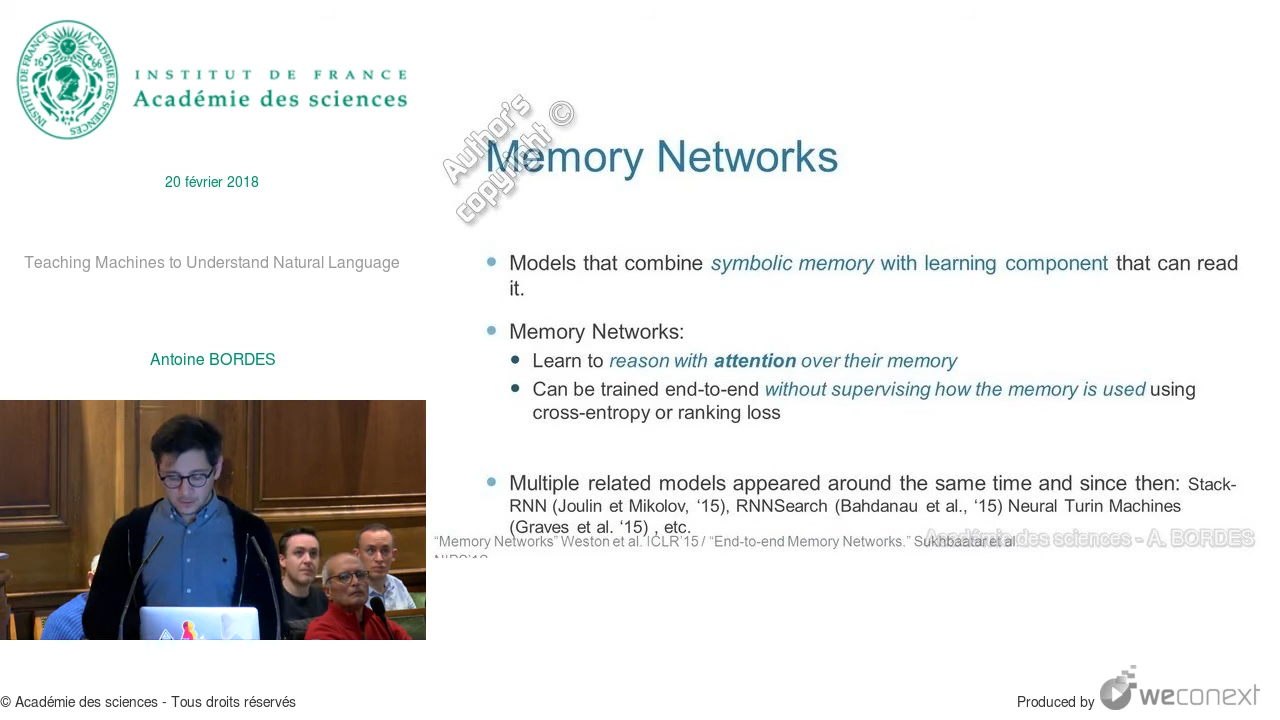 INSTITUT DE FRANCE
Académie des sciences
20 février 2018
Teaching Machines to Understand Natural Language
Antoine BORDES
Author's
copyright ©
Memory Networks
Models that combine symbolic memory with learning component that can read
it.
Memory Networks:
Learn to reason with attention over their memory
Can be trained end-to-end without supervising how the memory is used using
cross-entropy or ranking loss
Multiple related models appeared around the same time and since then: Stack-
RNN (Joulin et Mikolov, ‘15), RNNSearch (Bahdanau et al., ‘15) Neural Turin Machines
(Graves et al. ‘15) , etc.
“Memory Networks” Weston et al. ICLR’15 / “End-to-end Memory Networks.” Sukhbaatar et al
Académie des sciences - A. BORDES
© Académie des sciences - Tous droits réservés
Produced by weconext